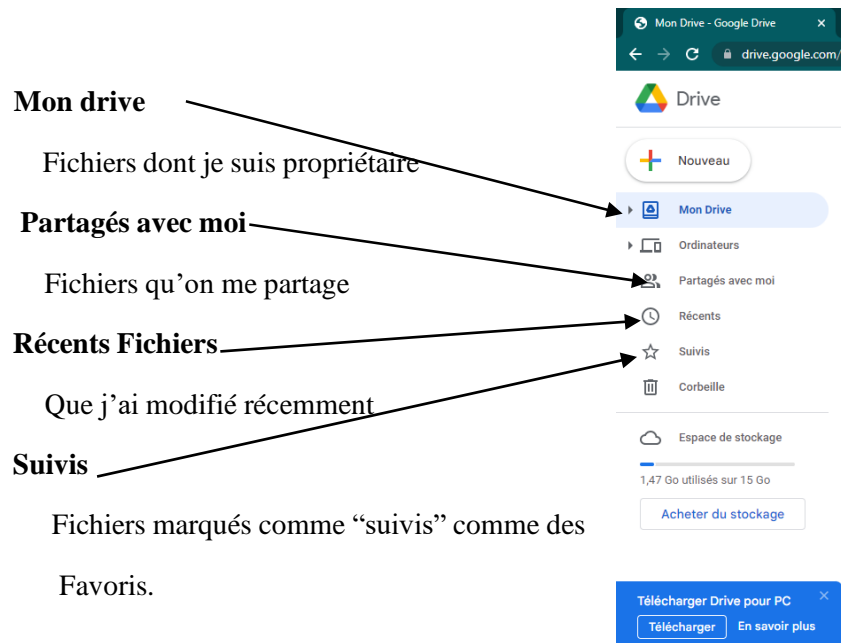 Mon drive
Fichiers dont je suis propriétaire
Partagés avec moi
Fichiers qu’on me partage
Récents Fichiers
Que j’ai modifié récemment
Suivis
Fichiers marqués comme “suivis” comme des
Favoris.
Mon Drive - Google Drive
drive.google.com/
Drive
Nouveau
Mon Drive
Ordinateurs
Partagés avec moi
Récents
Suivis
Corbeille
Espace de stockage
1,47 Go utilisés sur 15 Go
Acheter du stockage
Télécharger Drive pour PC
Télécharger En savoir plus